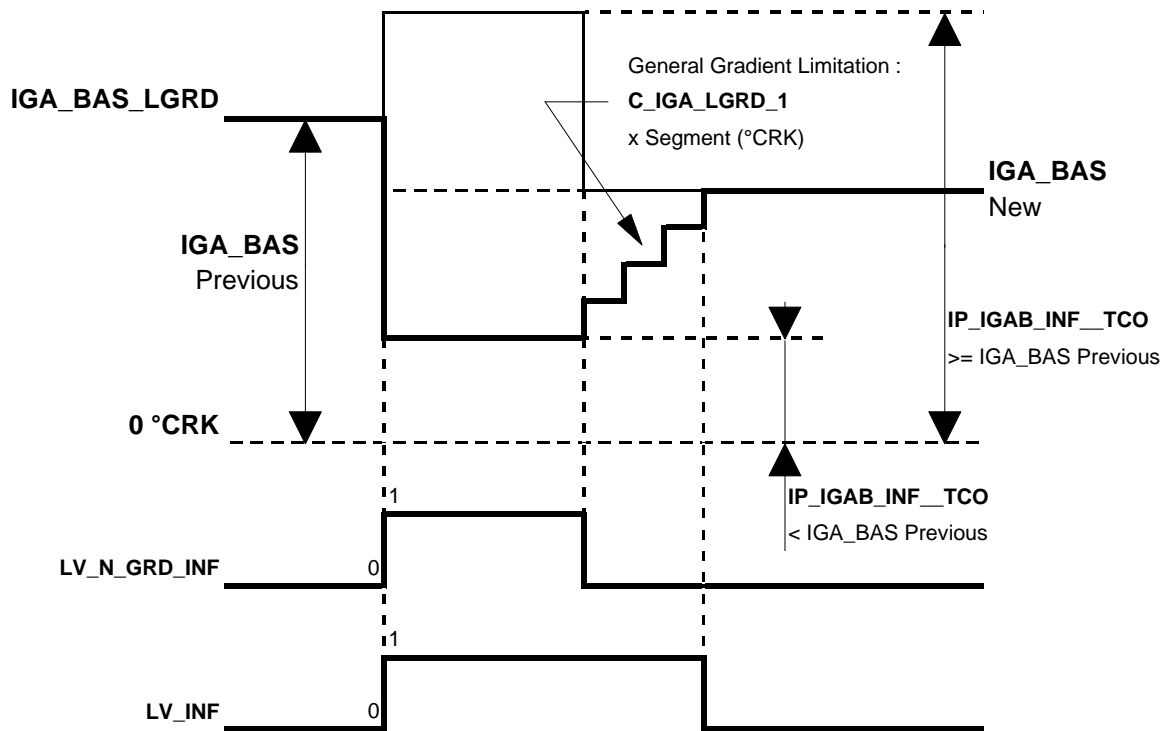 General Gradient Limitation :
C_IGA_LGRD_1
x Segment (°CRK)
IGA_BAS_LGRD
IGA_BAS
New
IGA_BAS
Previous
IP_IGAB_INF__TCO
>= IGA_BAS Previous
0 °CRK
IP_IGAB_INF__TCO
< IGA_BAS Previous
1
LV_N_GRD_INF
0
1
LV_INF
0